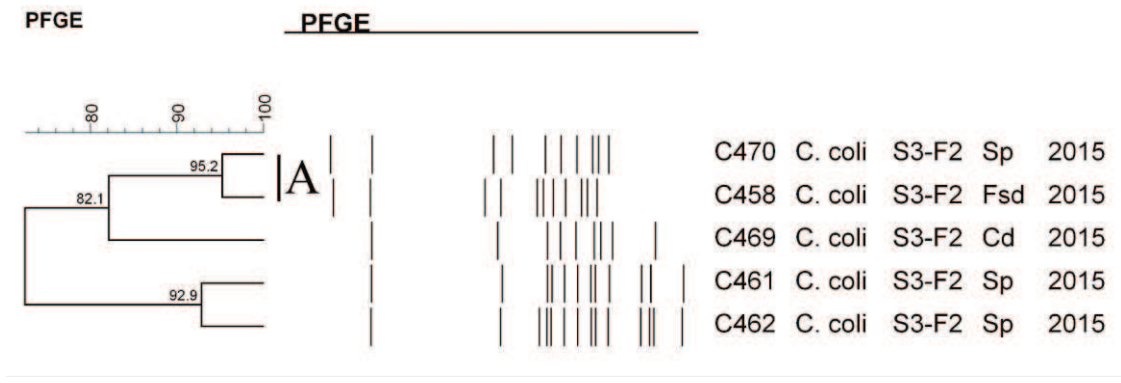 PFGE PFGE
80 90 100
95.2 A C470 C. coli S3-F2 Sp 2015
82.1 C458 C. coli S3-F2 Fsd 2015
C469 C. coli S3-F2 Cd 2015
92.9 C461 C. coli S3-F2 Sp 2015
C462 C. coli S3-F2 Sp 2015